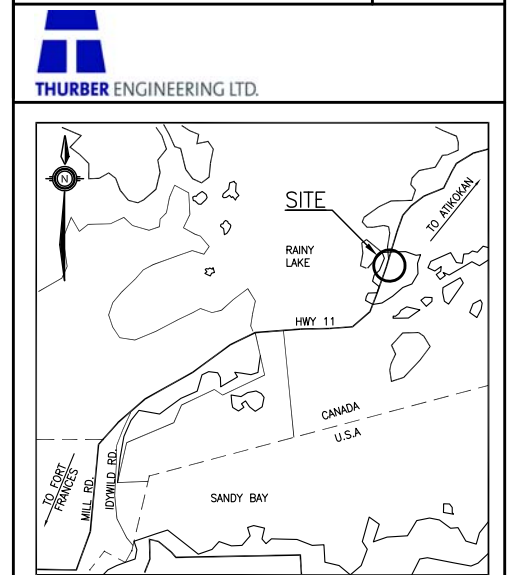 THURBER ENGINEERING LTD.
N
SITE
TO ATIKOKAN
RAINY
LAKE
HWY 11
CANADA
U.S.A
TO FORT
FRANCES
MILL RD.
IDYWILD RD.
SANDY BAY